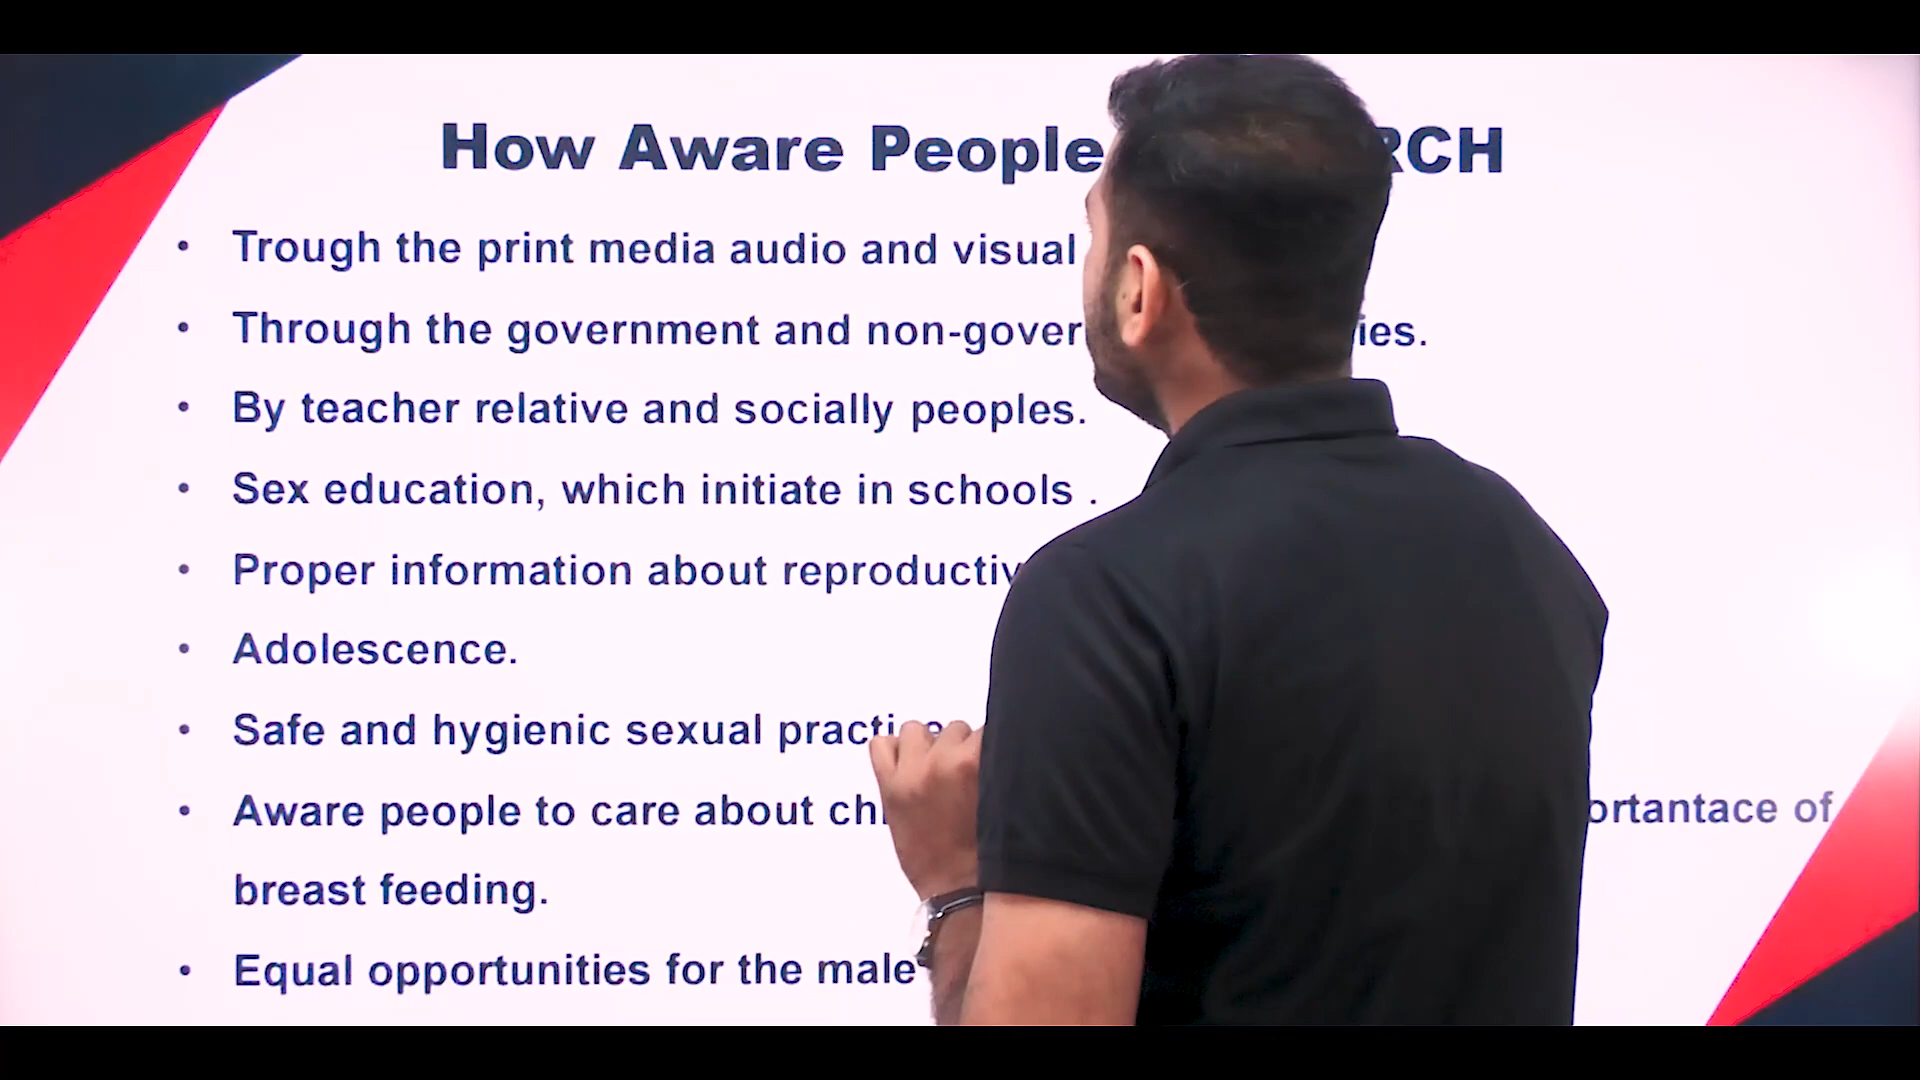 How Aware People RCH
• Trough the print media audio and visual
• Through the government and non-gover ies.
• By teacher relative and socially peoples.
• Sex education, which initiate in schools .
• Proper information about reproductiv
• Adolescence.
• Safe and hygienic sexual practice
• Aware people to care about ch ortantace of
breast feeding.
• Equal opportunities for the male